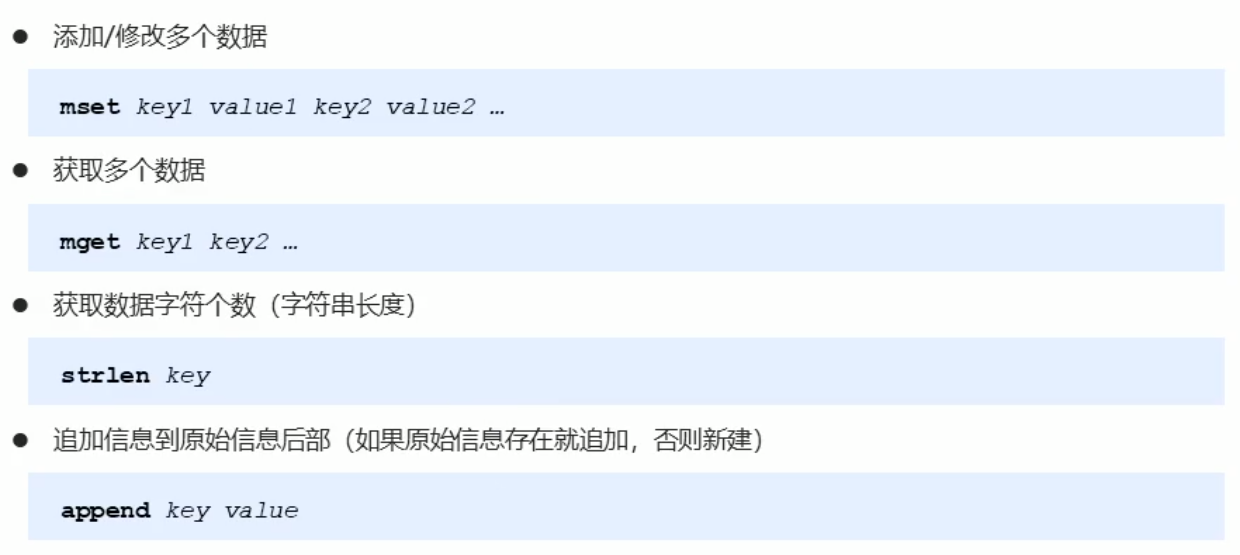 ● 添加/修改多个数据
mset key1 value1 key2 value2 …
● 获取多个数据
mget key1 key2 …
● 获取数据字符个数（字符串长度）
strlen key
● 追加信息到原始信息后部（如果原始信息存在就追加，否则新建）
append key value